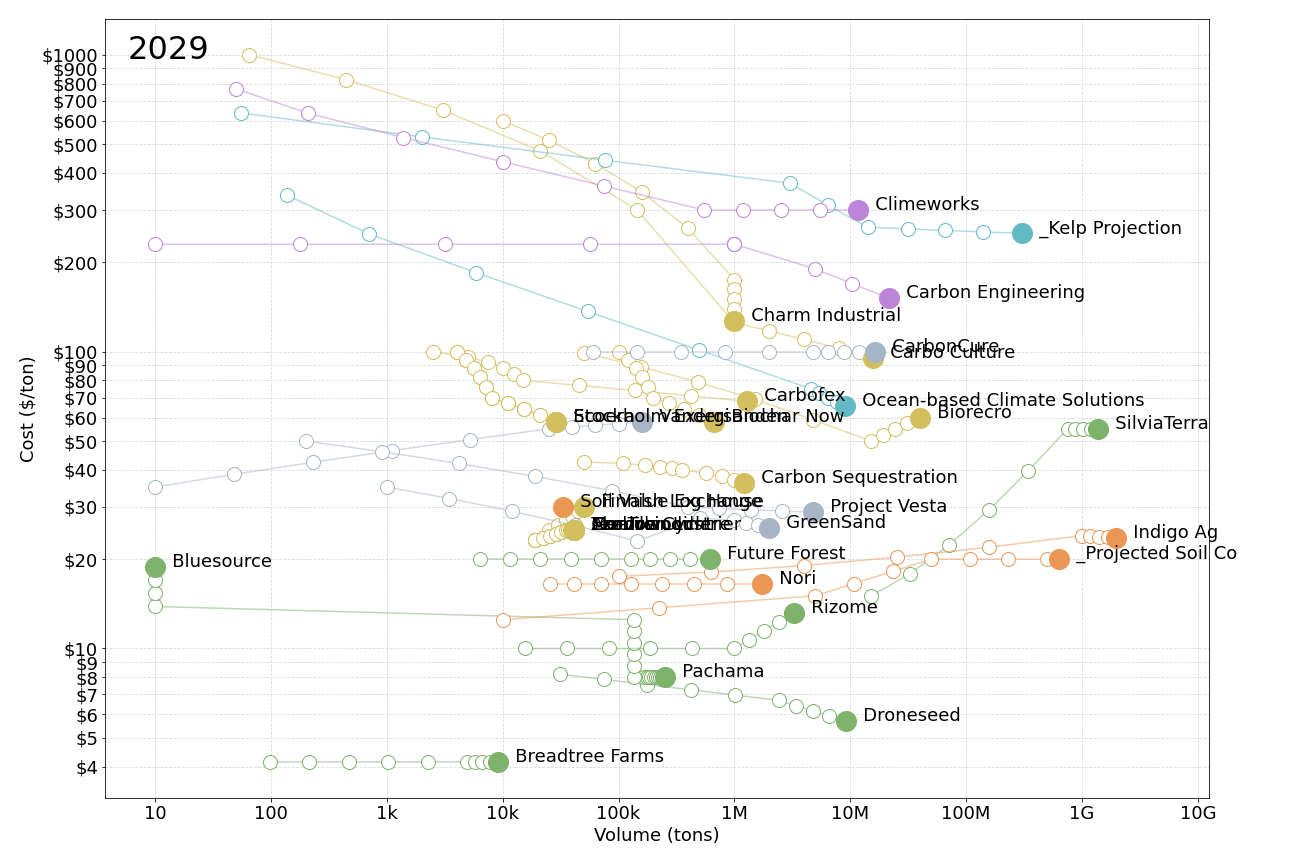 2029
$1000
$900
$800
$700
$600
$500
$400
$300
$200
$100
$90
$80
$70
$60
$50
$40
$30
$20
$10
$9
$8
$7
$6
$5
$4
Cost ($/ton)
Climeworks
_Kelp Projection
Carbon Engineering
Charm Industrial
CarbonCure
Carbo Culture
Carbofex
Ocean-based Climate Solutions
Biorecro
SilviaTerra
Biochar Now
Carbon Sequestration
Project Vesta
GreenSand
Indigo Ag
_Projected Soil Co
Bluesource
Future Forest
Nori
Rizome
Pachama
Droneseed
Breadtree Farms
10
100
1k
10k
100k
1M
10M
100M
1G
10G
Volume (tons)